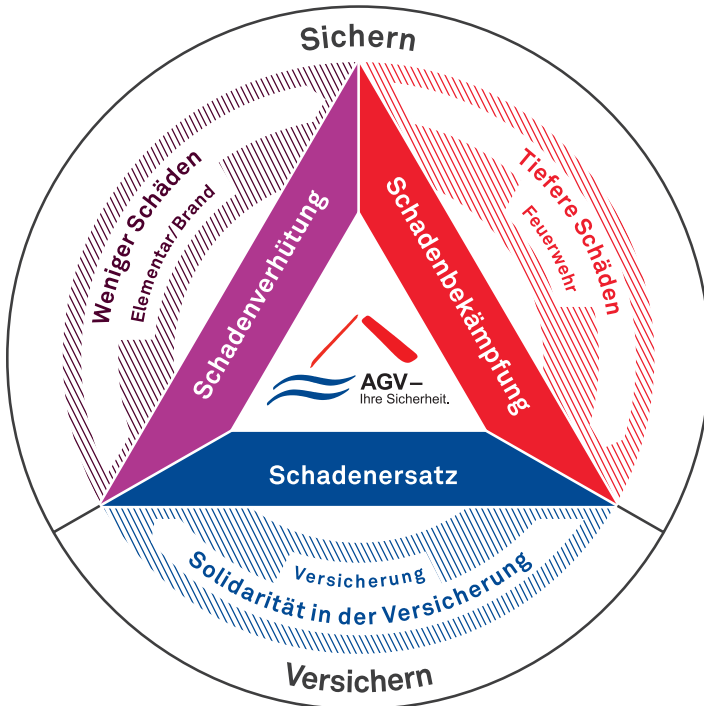 Sichern
Weniger Schäden
Elementar/Brand
Schadenverhütung
Tiefere Schäden
Feuerwehr
Schadenbekämpfung
AGV–
Ihre Sicherheit.
Schadenersatz
Versicherung
Solidarität in der Versicherung
Versichern